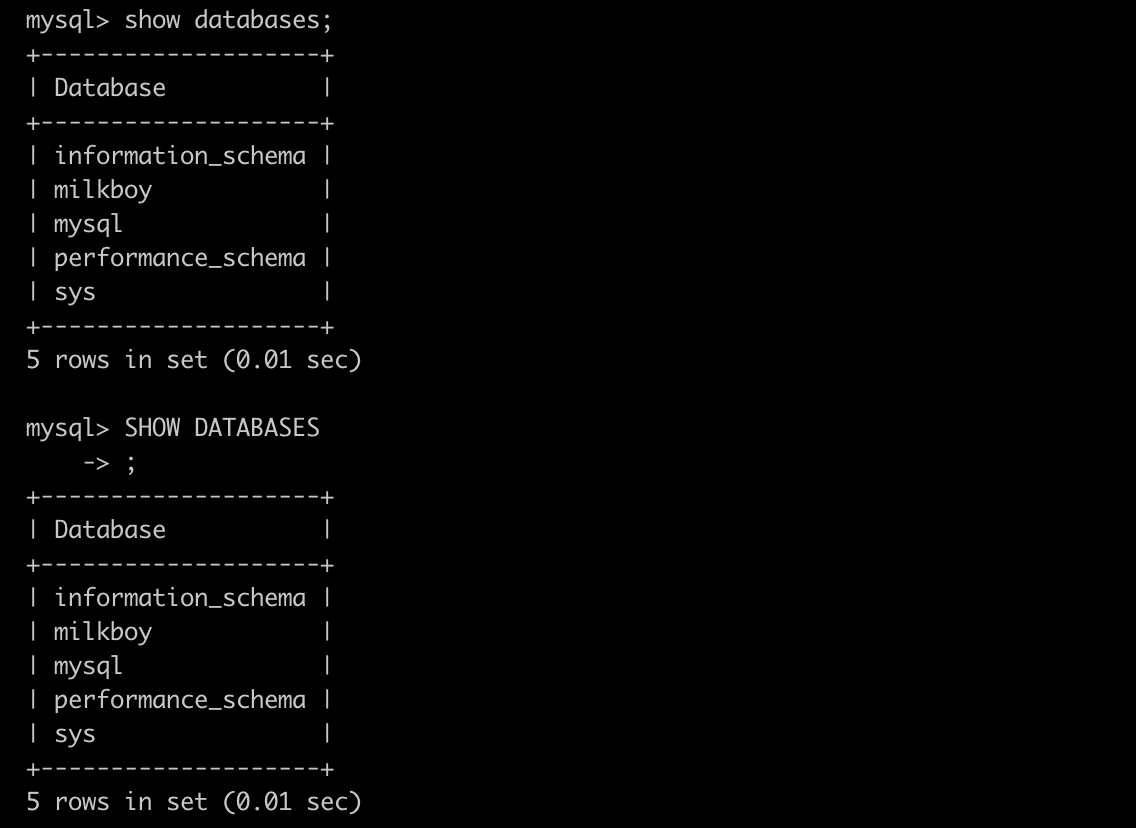 mysql> show databases;
+--------------------+
| Database           |
+--------------------+
| information_schema |
| milkboy            |
| mysql              |
| performance_schema |
| sys                |
+--------------------+
5 rows in set (0.01 sec)

mysql> SHOW DATABASES
    -> ;
+--------------------+
| Database           |
+--------------------+
| information_schema |
| milkboy            |
| mysql              |
| performance_schema |
| sys                |
+--------------------+
5 rows in set (0.01 sec)